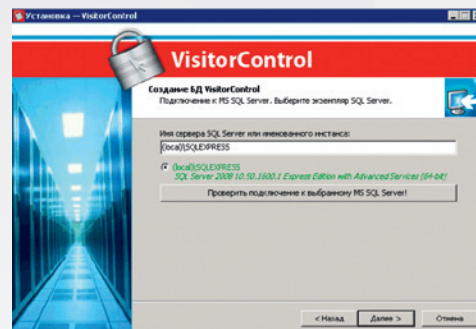 Установка — VisitorControl
VisitorControl
Создание БД VisitorControl
Подключение к MS SQL Server. Выберите экземпляр SQL Server.
Имя сервера SQL Server или именованного инстанса:
(local)\SQLEXPRESS
(local)\SQLEXPRESS
SQL Server 2008 10.50.1600.1 Express Edition with Advanced Services (64-bit)
Проверить подключение к выбранному MS SQL Server!
< Назад Далее > Отмена